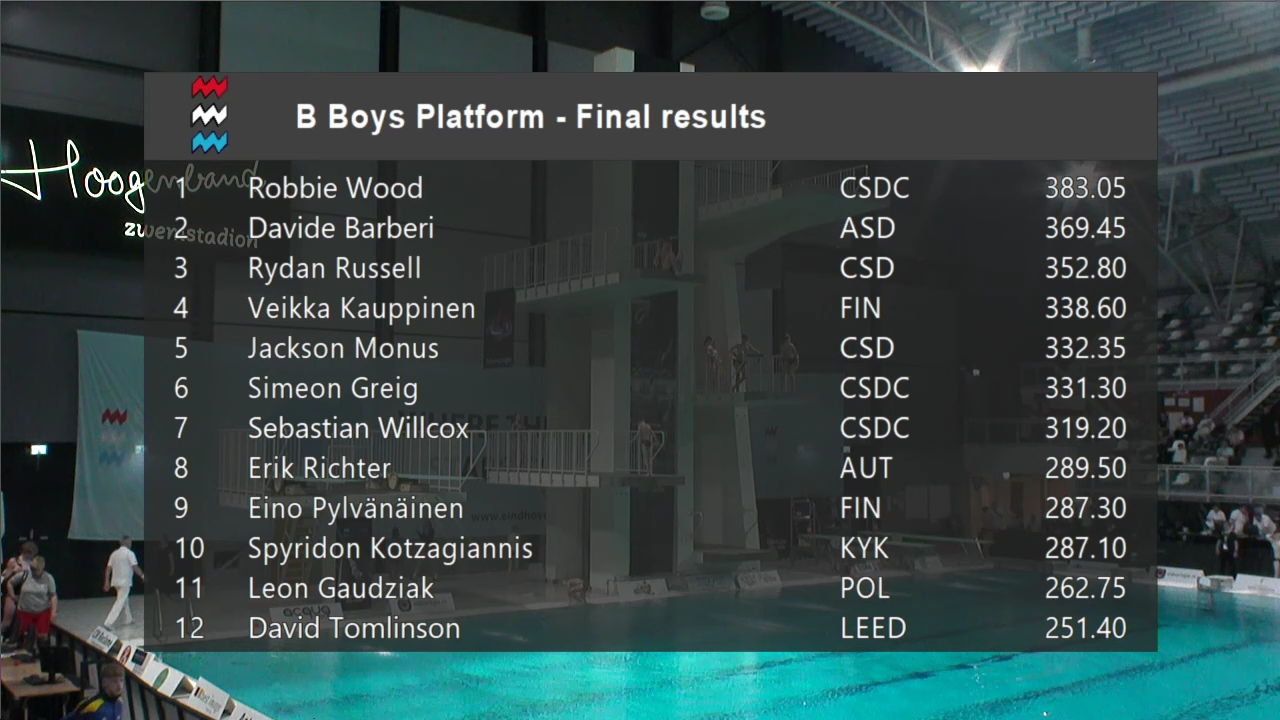 B Boys Platform - Final results
Hoogenband
zwemstadion
1 Robbie Wood CSDC 383.05
2 Davide Barberi ASD 369.45
3 Rydan Russell CSD 352.80
4 Veikka Kauppinen FIN 338.60
5 Jackson Monus CSD 332.35
6 Simeon Greig CSDC 331.30
7 Sebastian Willcox CSDC 319.20
8 Erik Richter AUT 289.50
9 Eino Pylvänäinen FIN 287.30
10 Spyridon Kotzagiannis KYK 287.10
11 Leon Gaudziak POL 262.75
12 David Tomlinson LEED 251.40
acqua